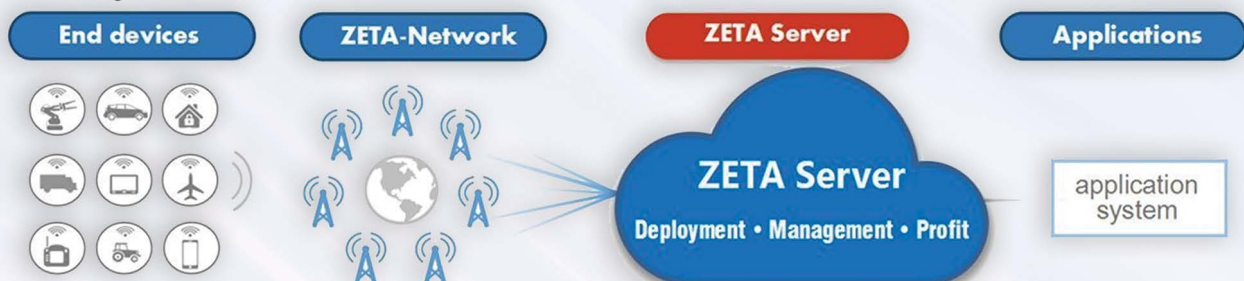 End devices
ZETA-Network
ZETA Server
Applications
ZETA Server
Deployment • Management • Profit
application
system